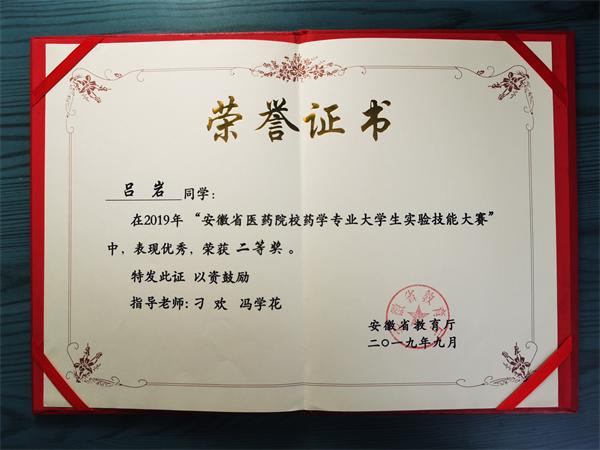 荣誉证书
吕岩 同学：
在2019年“安徽省医药院校药学专业大学生实验技能大赛”
中，表现优秀，荣获 二等奖 。
特发此证 以资鼓励
指导老师：刁 欢 冯学花
安徽省教育厅
二〇一九年九月